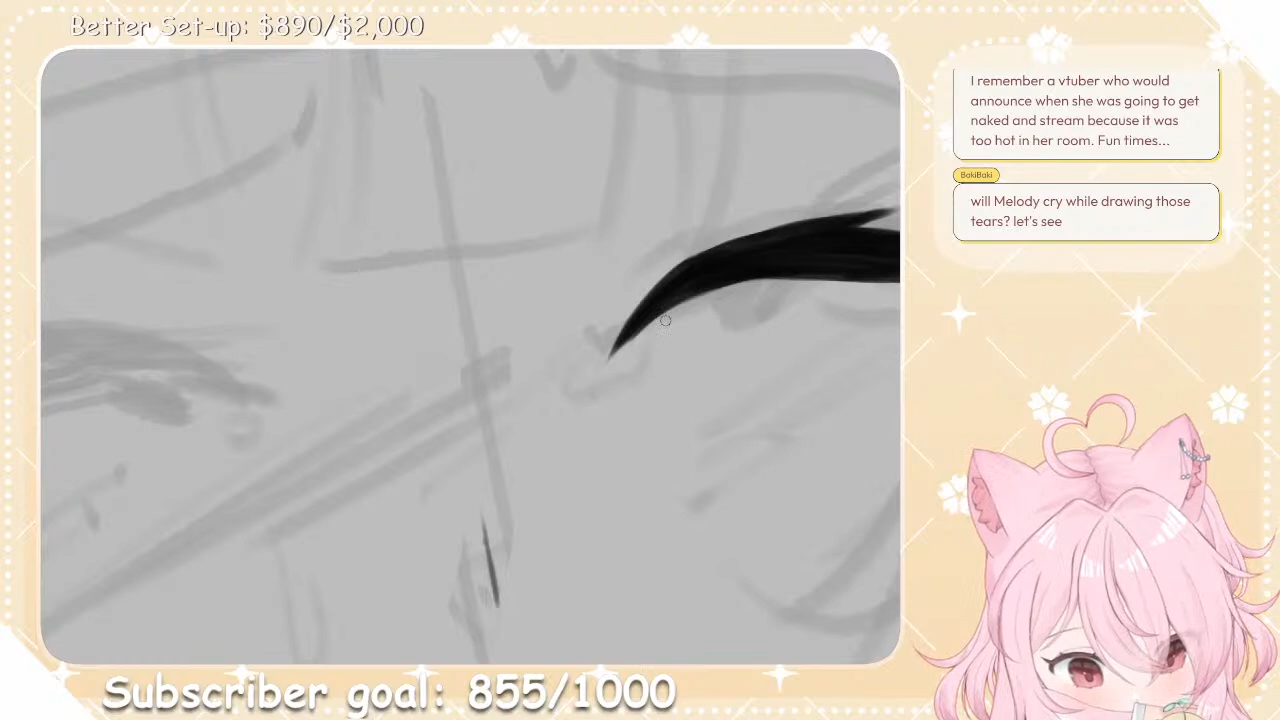 Better Set-up: $890/$2,000
I remember a vtuber who would
announce when she was going to get
naked and stream because it was
too hot in her room. Fun times...
BakiBaki
will Melody cry while drawing those
tears? let's see
Subscriber goal: 855/1000